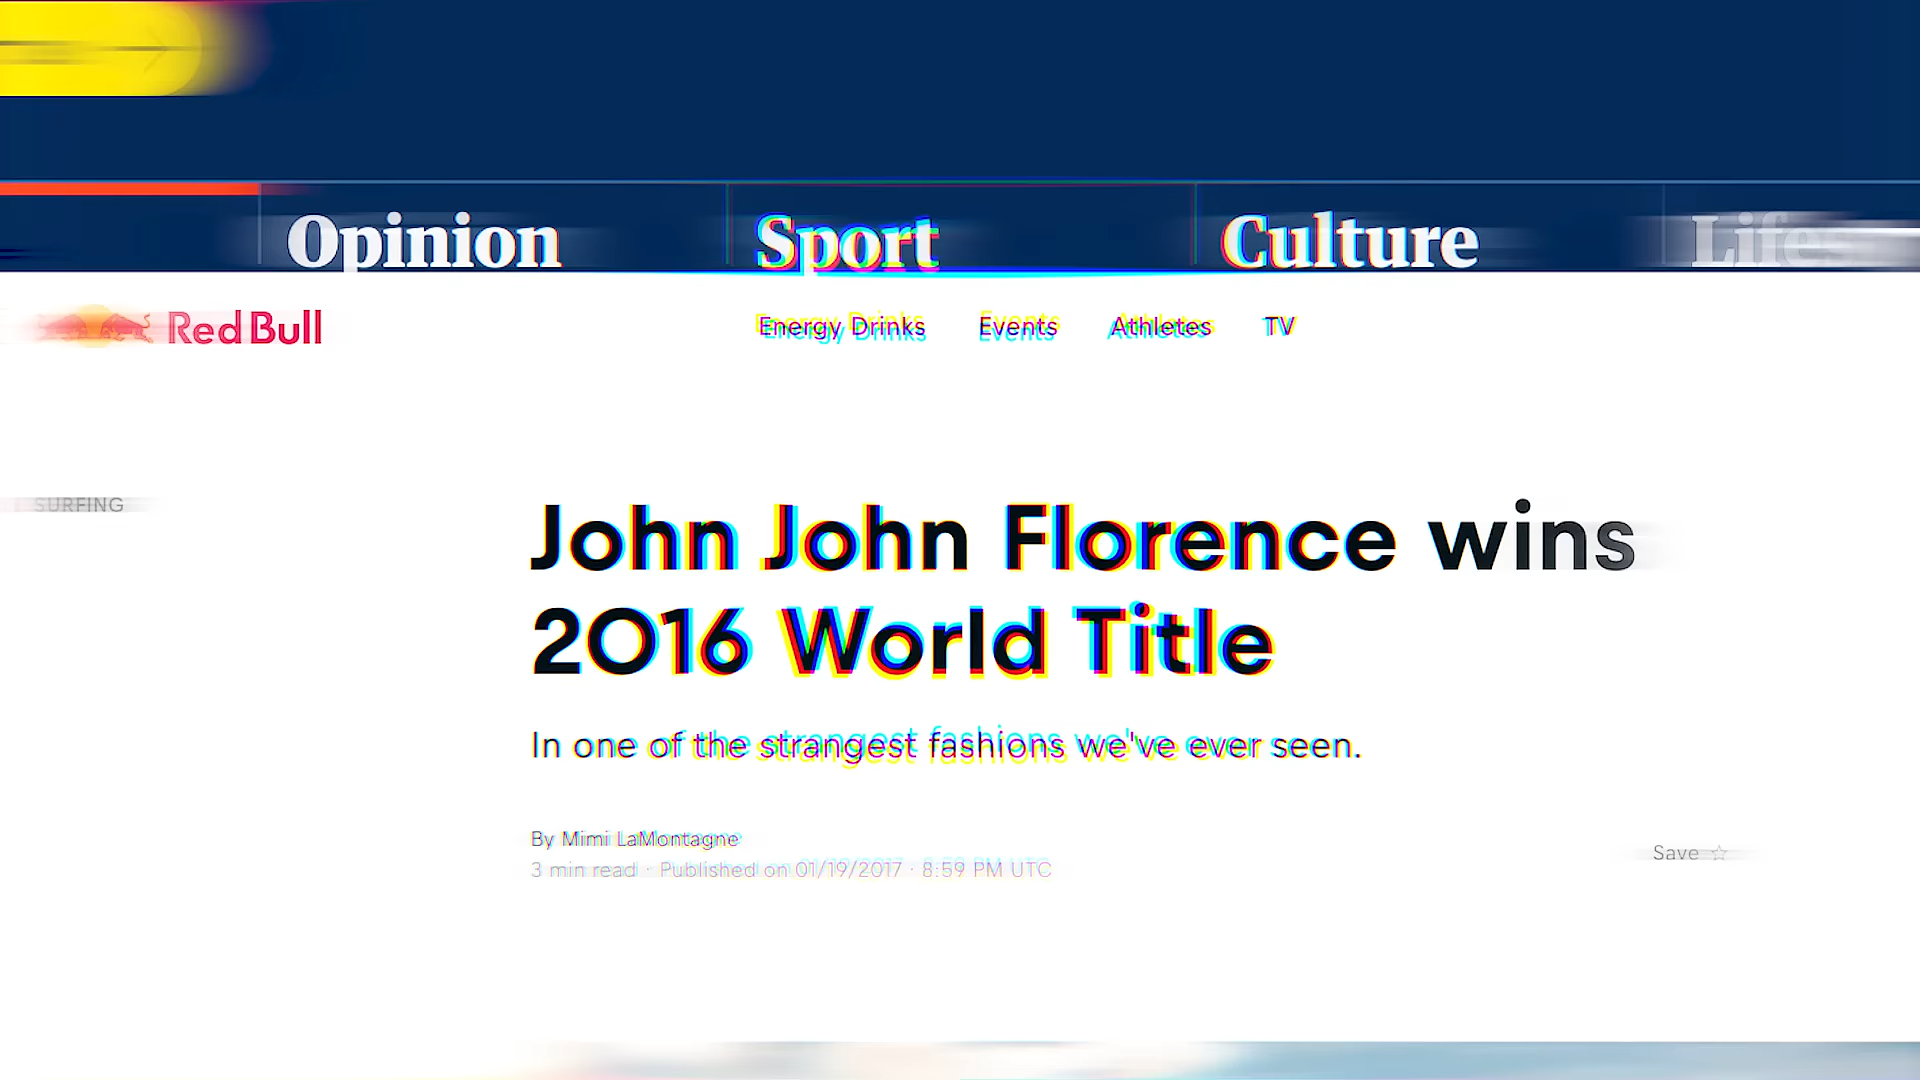 Opinion Sport Culture Lifes
Red Bull Energy Drinks Events Athletes TV
SURFING
John John Florence wins
2016 World Title
In one of the strangest fashions we've ever seen.
By Mimi LaMontagne
3 min read · Published on 01/19/2017 · 8:59 PM UTC
Save ☆